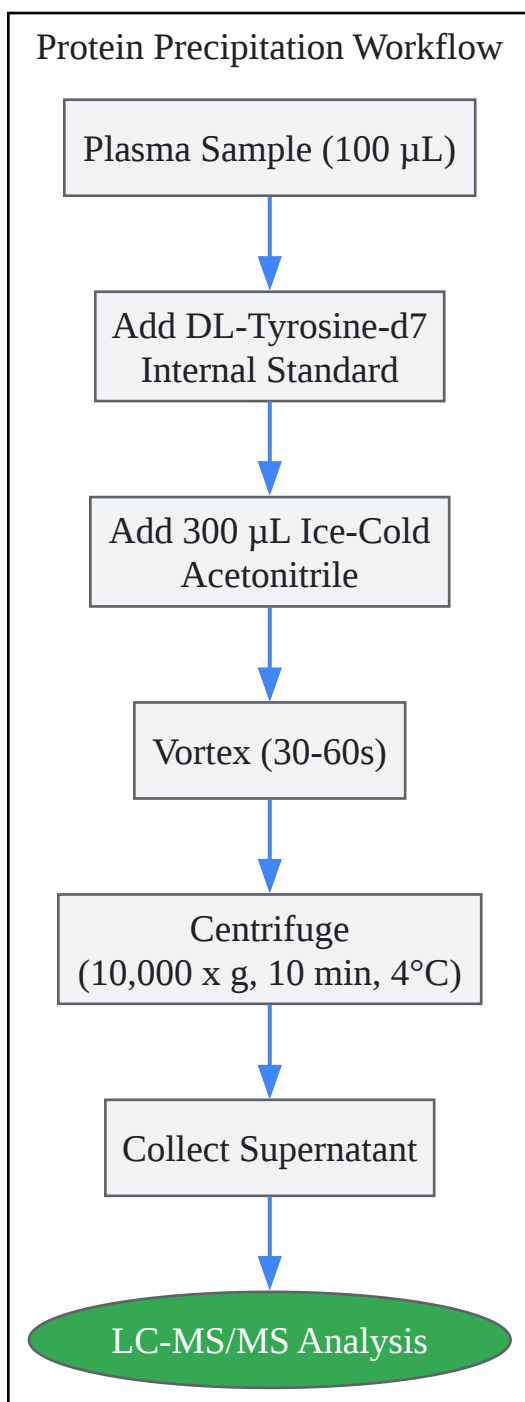 Protein Precipitation Workflow
Plasma Sample (100 µL)
Add DL-Tyrosine-d7
Internal Standard
Add 300 µL Ice-Cold
Acetonitrile
Vortex (30-60s)
Centrifuge
(10,000 x g, 10 min, 4°C)
Collect Supernatant
LC-MS/MS Analysis